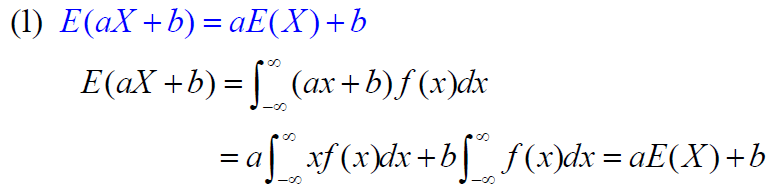 (1) E(aX + b) = aE(X) + b
E(aX + b) = ∫_{-∞}^{∞} (ax + b) f(x)dx
= a∫_{-∞}^{∞} xf(x)dx + b∫_{-∞}^{∞} f(x)dx = aE(X) + b